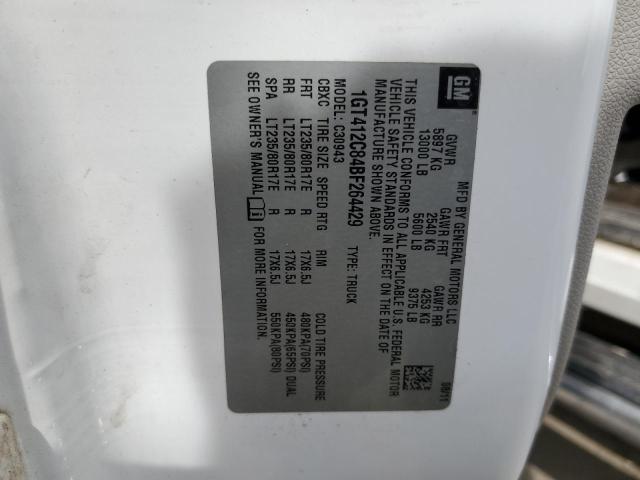 GM
MFD BY GENERAL MOTORS LLC
08/11
GVWR GAWR FRT GAWR RR
5897 KG 2540 KG 4253 KG
13000 LB 5600 LB 9375 LB
THIS VEHICLE CONFORMS TO ALL APPLICABLE U.S. FEDERAL MOTOR
VEHICLE SAFETY STANDARDS IN EFFECT ON THE DATE OF
MANUFACTURE SHOWN ABOVE.
1GT412C84BF264429 TYPE: TRUCK
MODEL: C30943
CBXC TIRE SIZE SPEED RTG RIM COLD TIRE PRESSURE
FRT LT235/80R17E R 17X6.5J 480KPA(70PSI)
RR LT235/80R17E R 17X6.5J 450KPA(65PSI) DUAL
SPA LT235/80R17E R 17X6.5J 550KPA(80PSI)
SEE OWNER'S MANUAL FOR MORE INFORMATION.